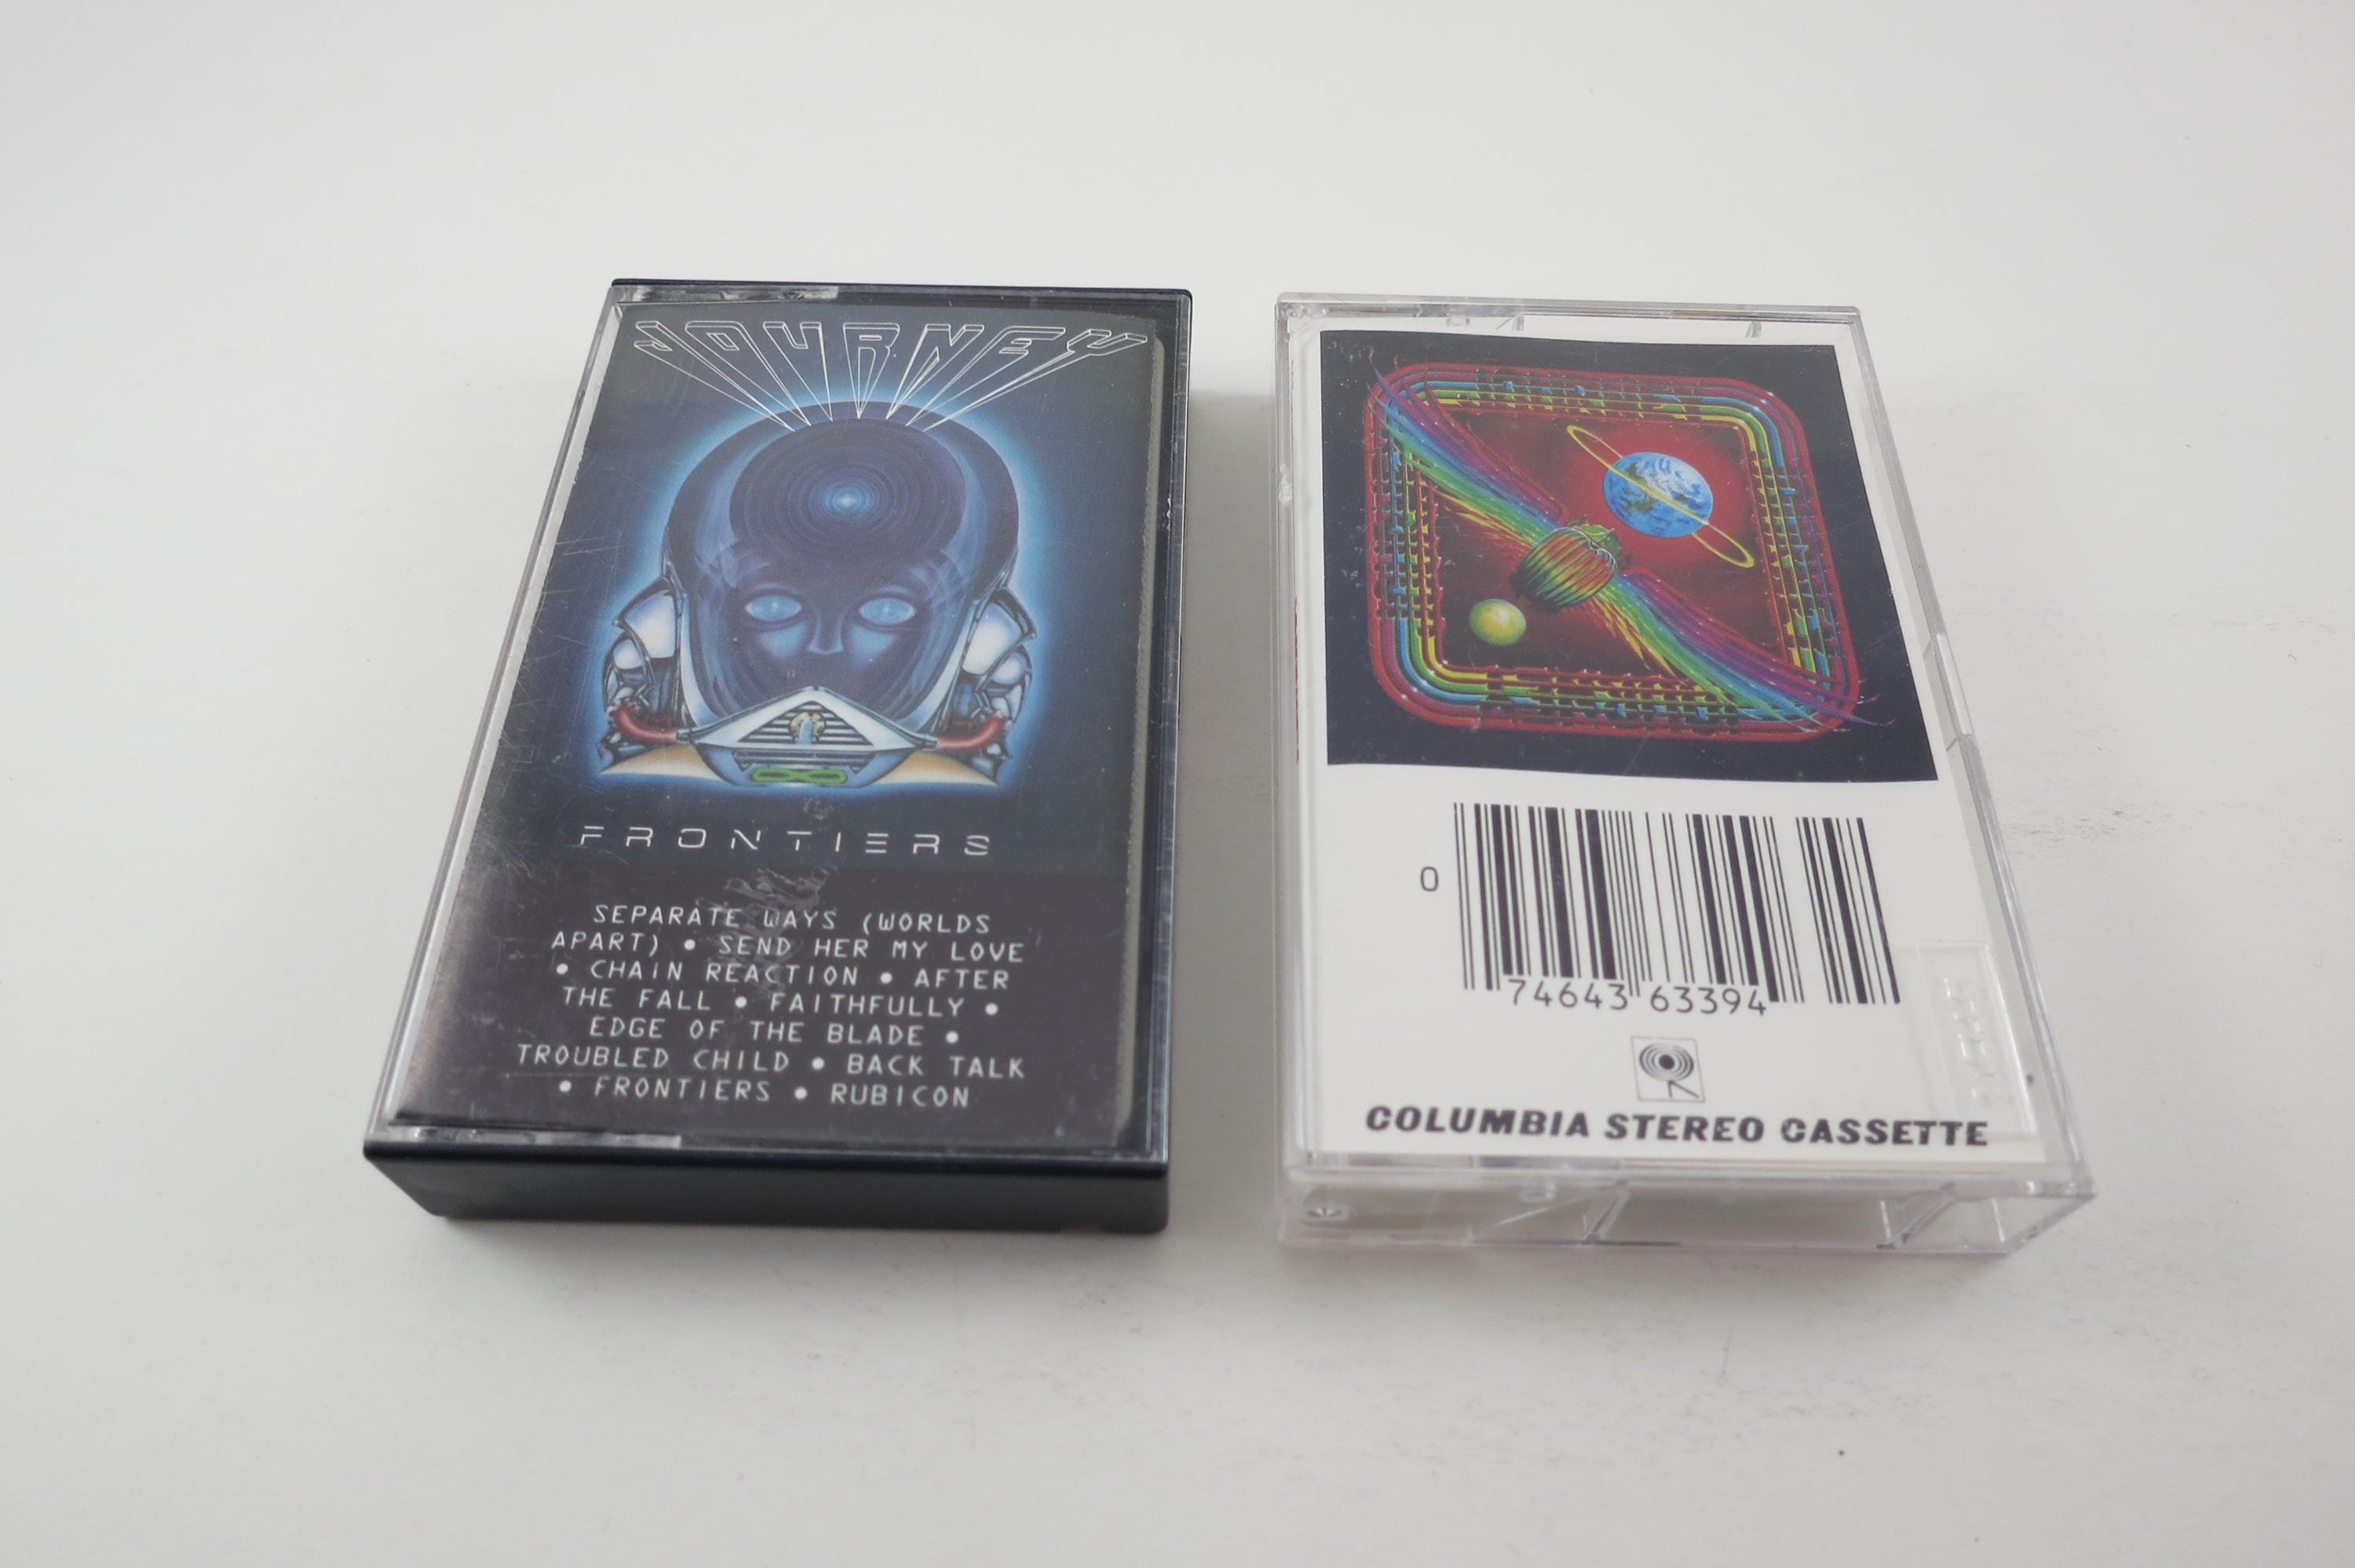 JOURNEY
FRONTIERS
SEPARATE WAYS (WORLDS
APART) • SEND HER MY LOVE
• CHAIN REACTION • AFTER
THE FALL • FAITHFULLY •
EDGE OF THE BLADE •
TROUBLED CHILD • BACK TALK
• FRONTIERS • RUBICON
0
74643 63394
COLUMBIA STEREO CASSETTE